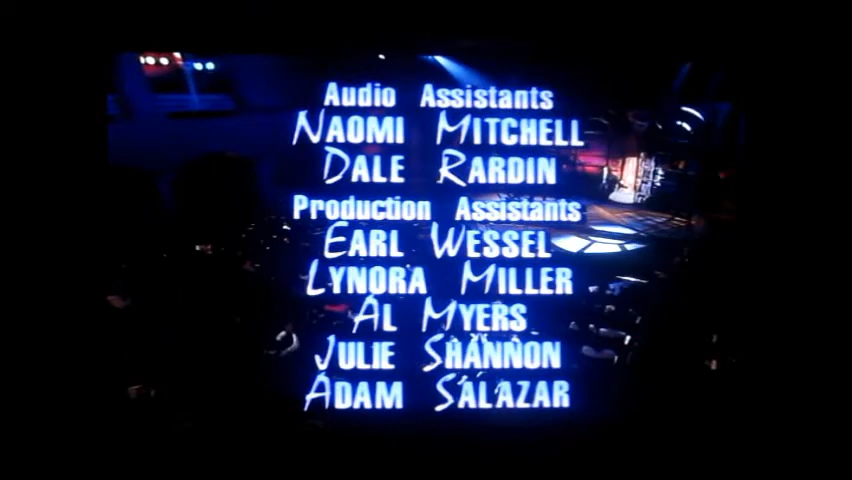 Audio Assistants
NAOMI MITCHELL
DALE RARDIN
Production Assistants
EARL WESSEL
LYNORA MILLER
AL MYERS
JULIE SHANNON
ADAM SALAZAR